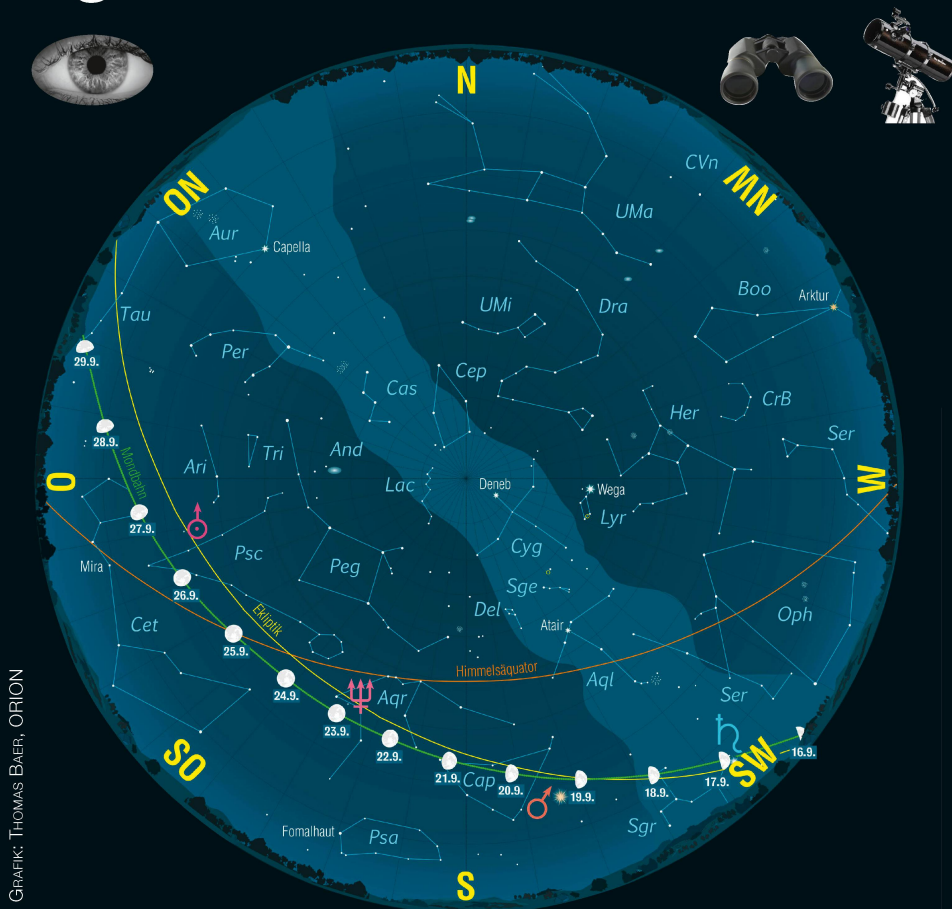 N
NO
NW
CVn
UMa
Aur
Capella
UMi
Dra
Boo
Arktur
Tau
Per
Cep
Cas
Her
CrB
Ser
29.9.
28.9.
Mondbahn
Ari
Tri
And
Lac
Deneb
Wega
Lyr
O
W
27.9.
Psc
Peg
Cyg
Mira
26.9.
Sge
Del
Ekliptik
Cet
25.9.
Atair
Oph
Himmelsäquator
24.9.
Aqr
Aql
Ser
23.9.
22.9.
SO
SW
16.9.
21.9.
Cap
20.9.
19.9.
18.9.
17.9.
Sgr
Fomalhaut
Psa
S
GRAFIK: THOMAS BAER, ORION